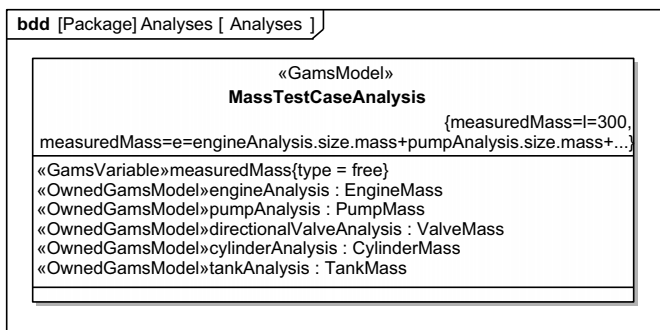 bdd [Package] Analyses [ Analyses ]
«GamsModel»
MassTestCaseAnalysis
{measuredMass=l=300,
measuredMass=e=engineAnalysis.size.mass+pumpAnalysis.size.mass+...}
«GamsVariable»measuredMass{type = free}
«OwnedGamsModel»engineAnalysis : EngineMass
«OwnedGamsModel»pumpAnalysis : PumpMass
«OwnedGamsModel»directionalValveAnalysis : ValveMass
«OwnedGamsModel»cylinderAnalysis : CylinderMass
«OwnedGamsModel»tankAnalysis : TankMass